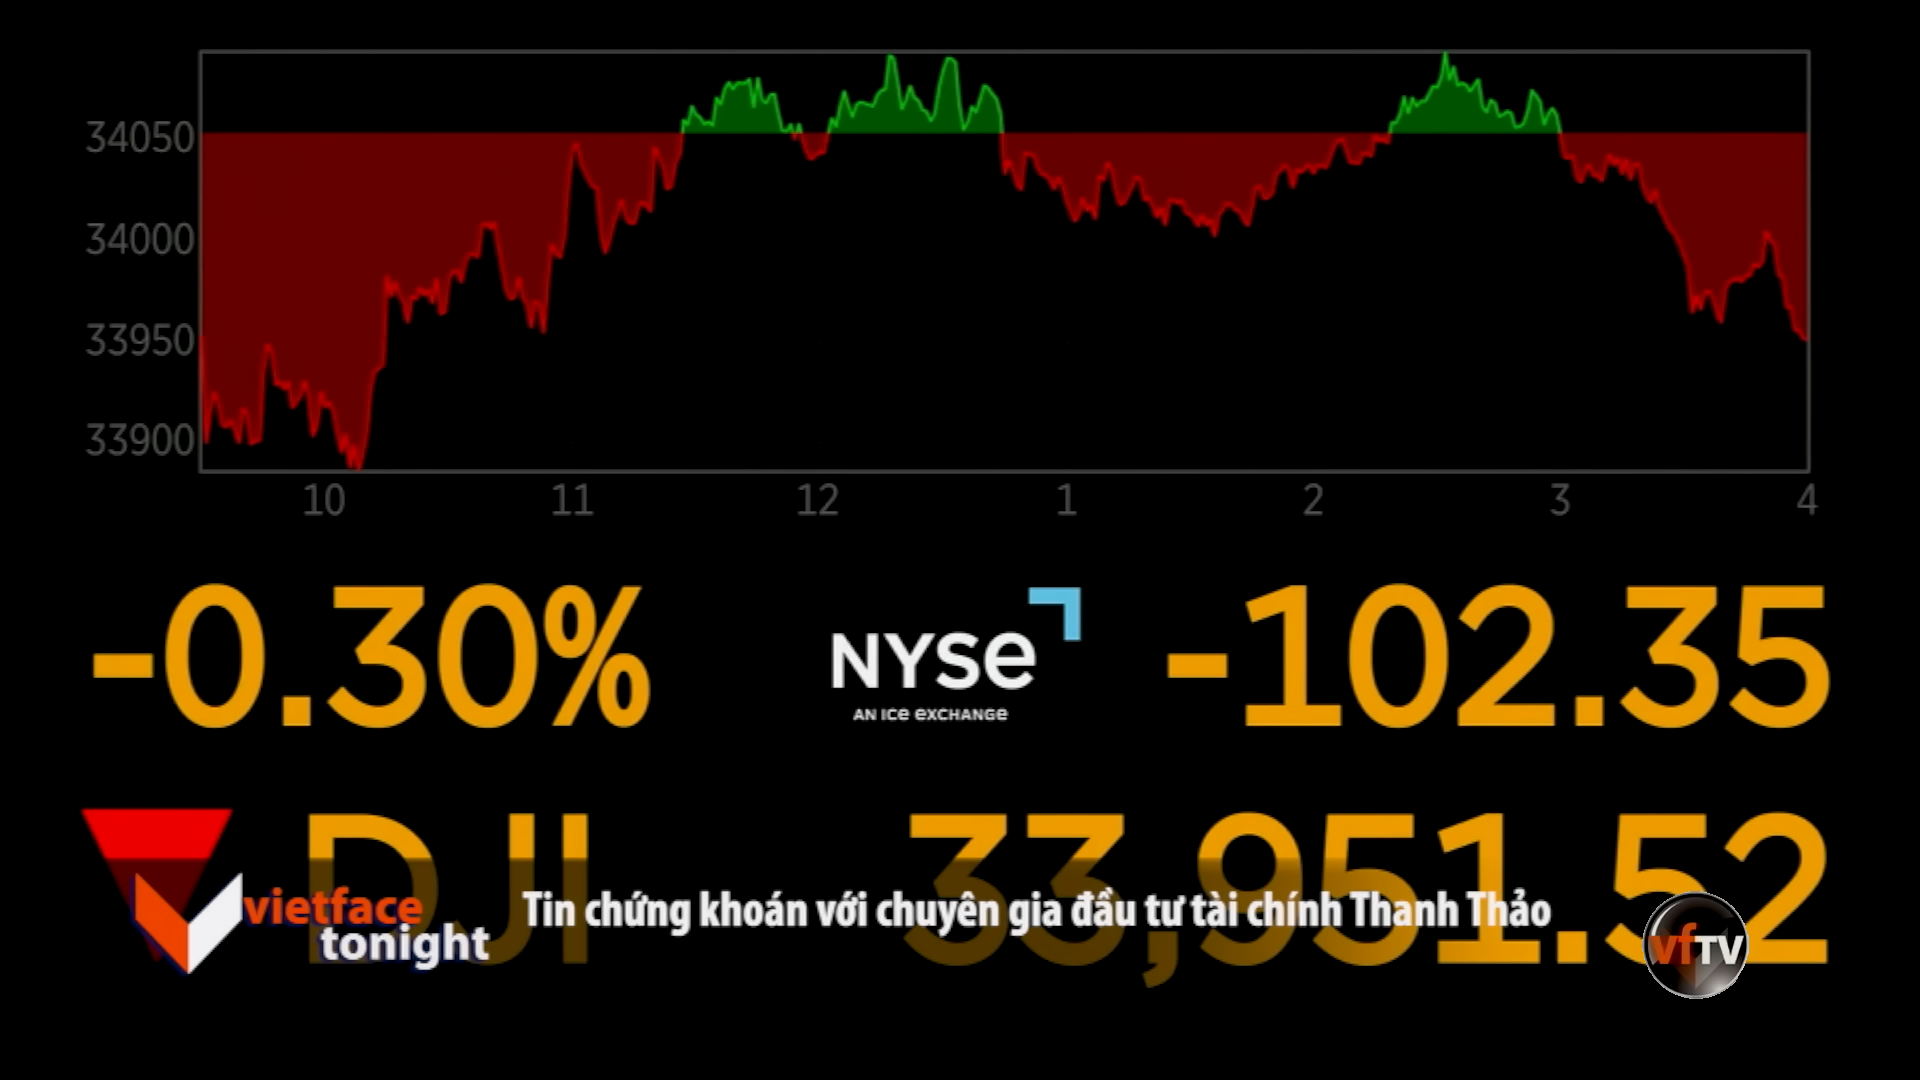 34050
34000
33950
33900
10 11 12 1 2 3 4
-0.30%
NYSE
AN ICE EXCHANGE
-102.35
DJI 33,951.52
vietface
tonight
Tin chứng khoán với chuyên gia đầu tư tài chính Thanh Thảo
vfTV